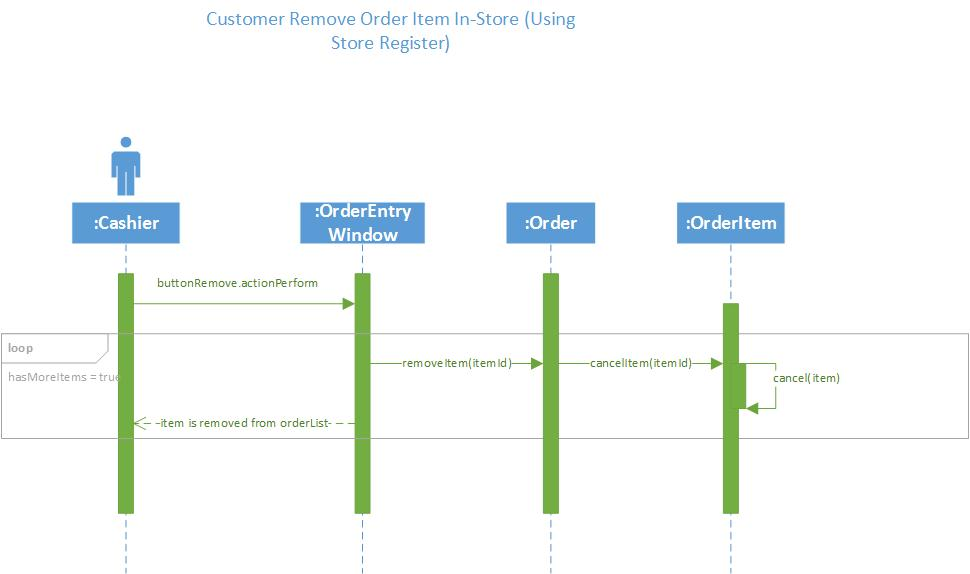 Customer Remove Order Item In-Store (Using
Store Register)
:Cashier
:OrderEntry
Window
:Order
:OrderItem
buttonRemove.actionPerform
loop
hasMoreItems = true
removeItem(itemId)
cancelItem(itemId)
cancel(item)
item is removed from orderList